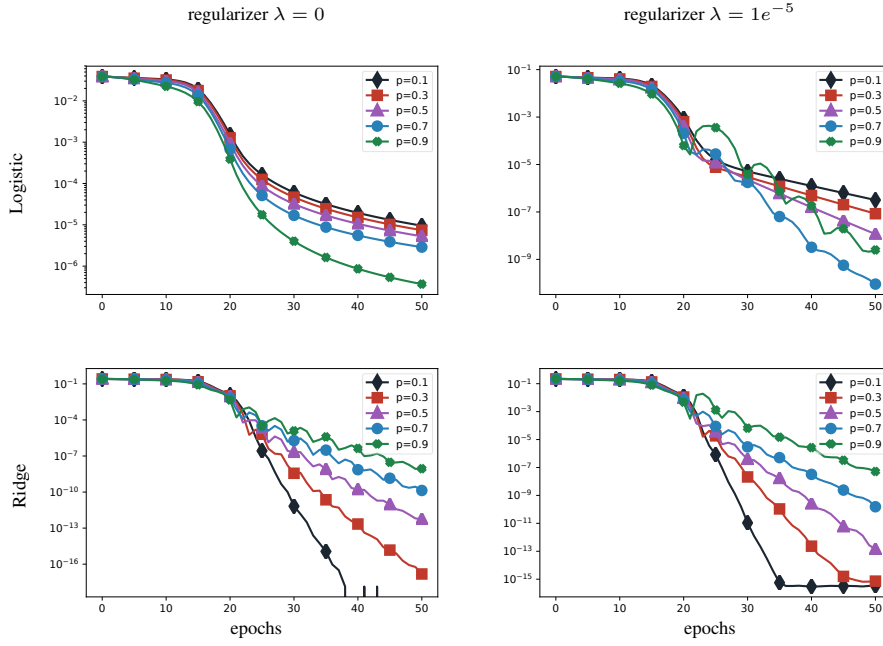 regularizer λ = 0
regularizer λ = 1e⁻⁵
Logistic
10⁻²
10⁻³
10⁻⁴
10⁻⁵
10⁻⁶
0 10 20 30 40 50
p=0.1
p=0.3
p=0.5
p=0.7
p=0.9
10⁻¹
10⁻³
10⁻⁵
10⁻⁷
10⁻⁹
0 10 20 30 40 50
p=0.1
p=0.3
p=0.5
p=0.7
p=0.9
Ridge
10⁻¹
10⁻⁴
10⁻⁷
10⁻¹⁰
10⁻¹³
10⁻¹⁶
0 10 20 30 40 50
p=0.1
p=0.3
p=0.5
p=0.7
p=0.9
epochs
10⁻¹
10⁻³
10⁻⁵
10⁻⁷
10⁻⁹
10⁻¹¹
10⁻¹³
10⁻¹⁵
0 10 20 30 40 50
p=0.1
p=0.3
p=0.5
p=0.7
p=0.9
epochs